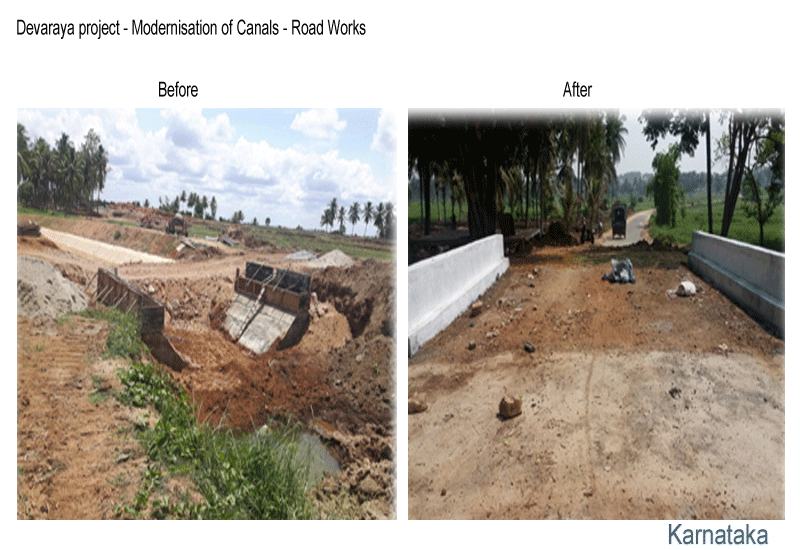 Devaraya project - Modernisation of Canals - Road Works
Before
After
Karnataka